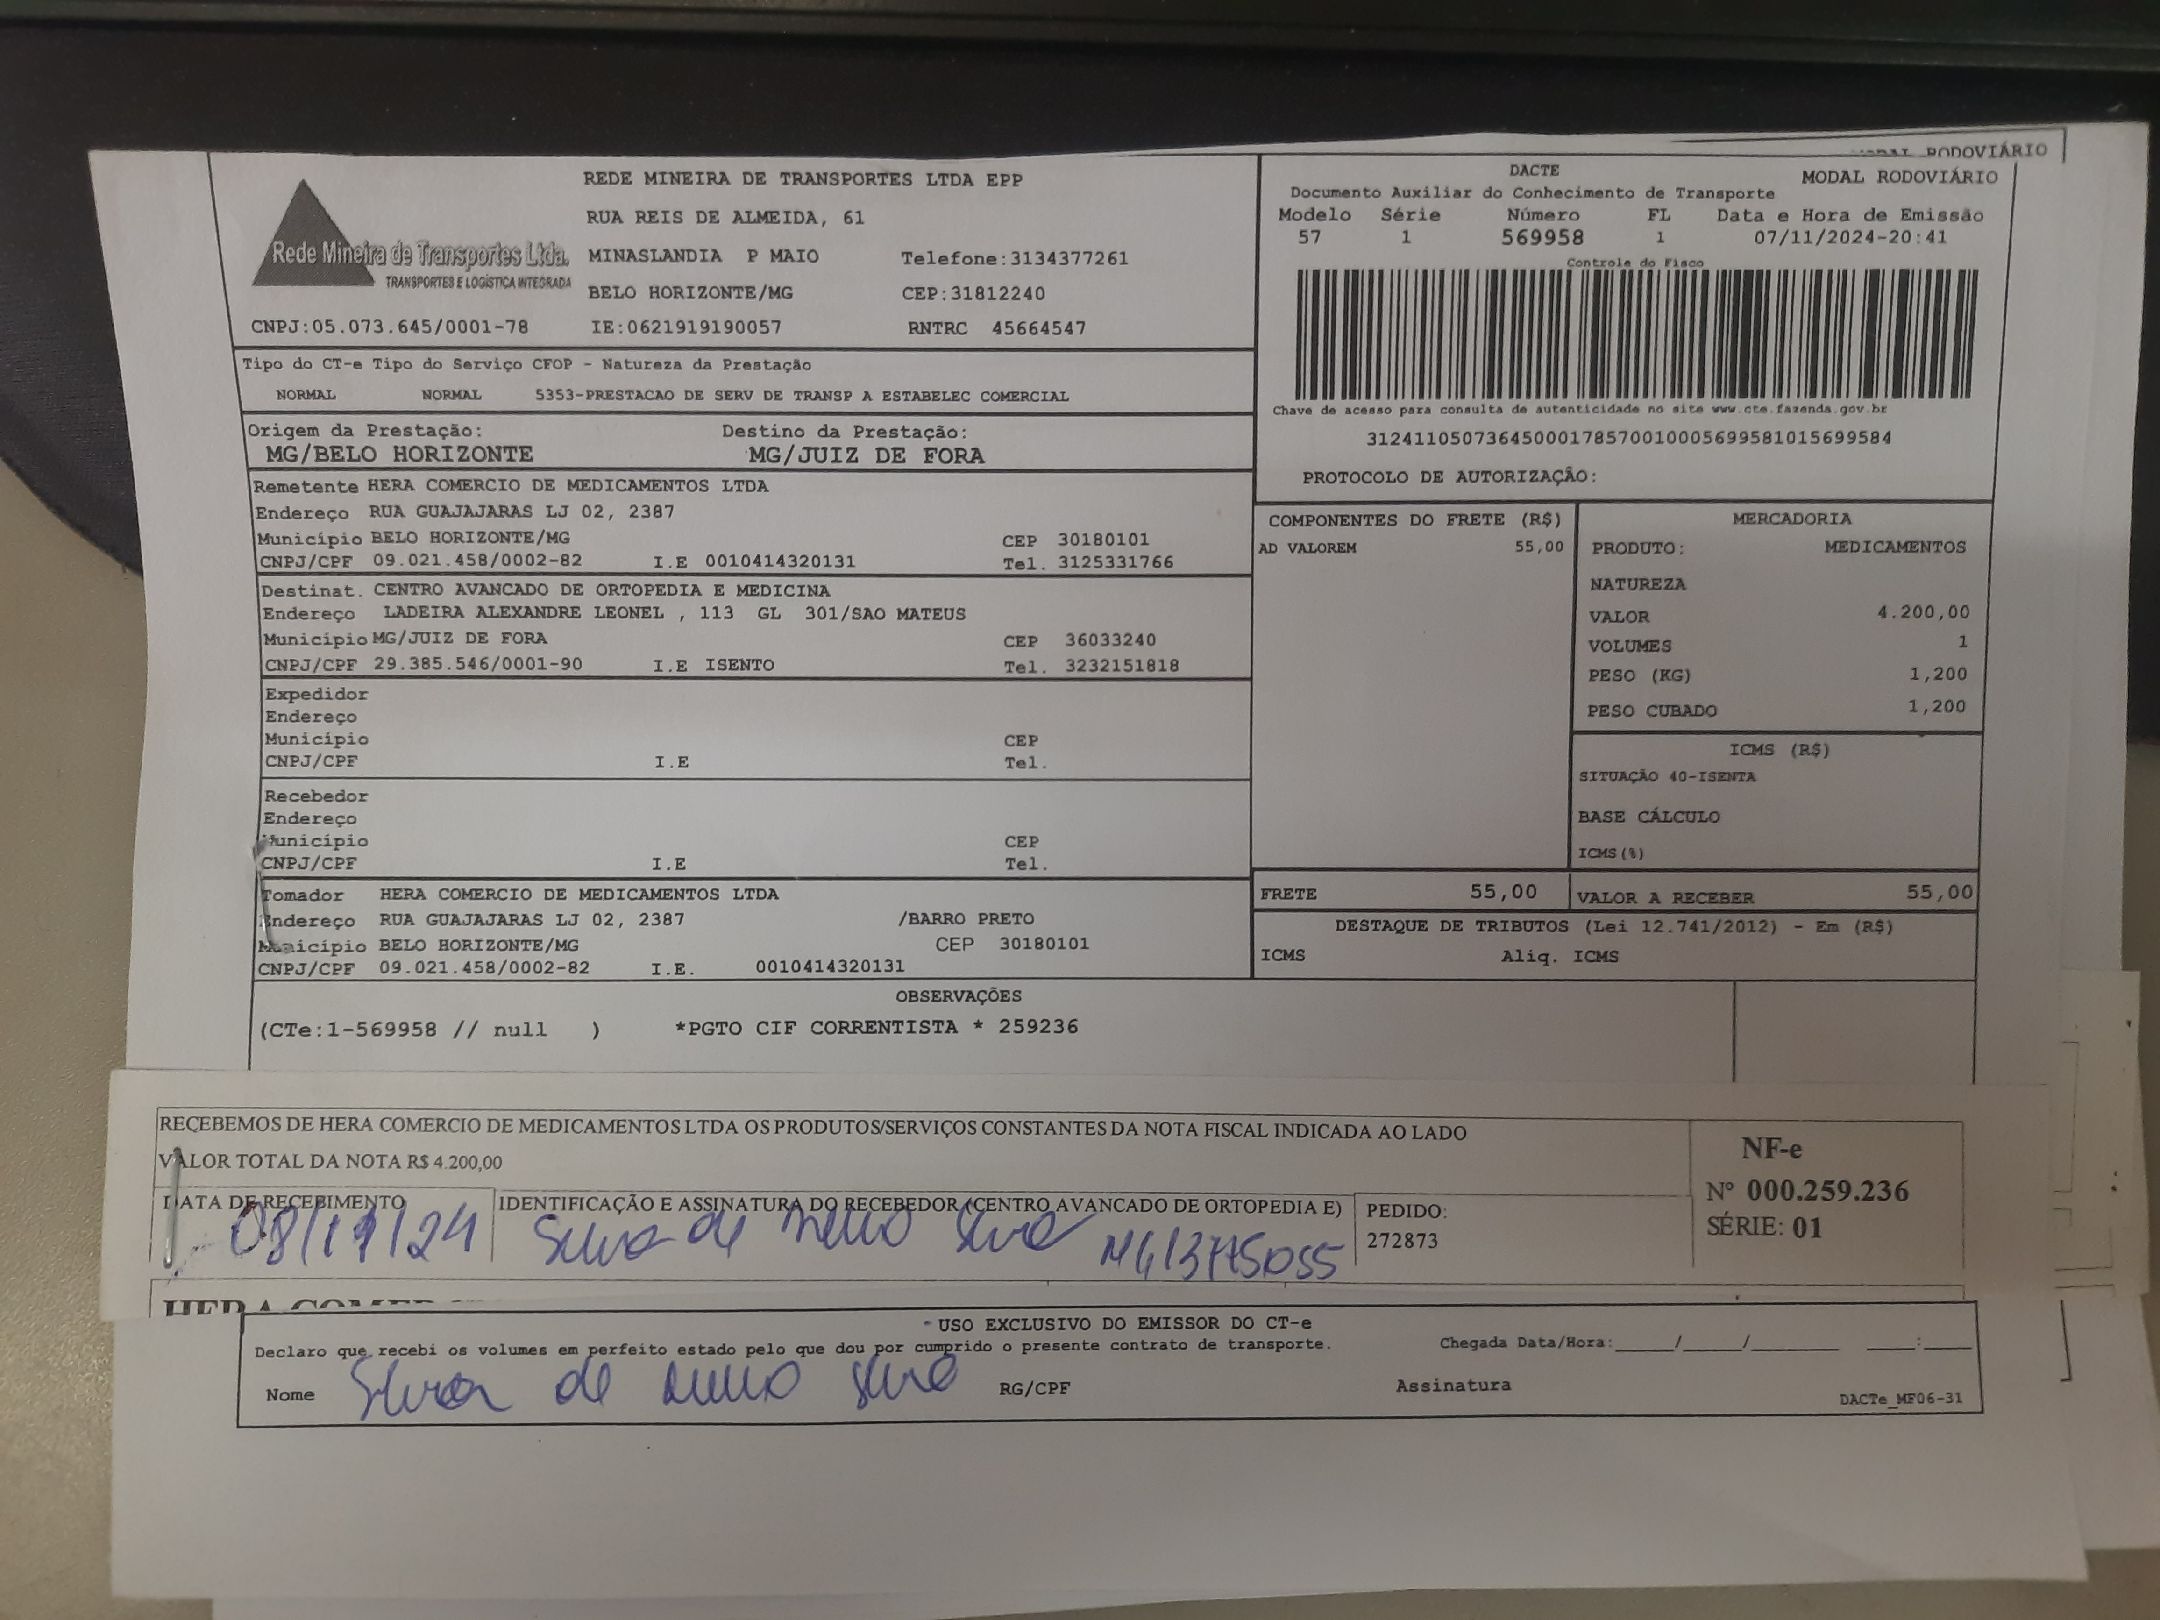 MODAL RODOVIÁRIO
Rede Mineira de Transportes Ltda.
TRANSPORTES E LOGÍSTICA INTEGRADA
REDE MINEIRA DE TRANSPORTES LTDA EPP
RUA REIS DE ALMEIDA, 61
MINASLANDIA P MAIO Telefone:3134377261
BELO HORIZONTE/MG CEP:31812240
CNPJ:05.073.645/0001-78 IE:0621919190057 RNTRC 45664547
DACTE MODAL RODOVIÁRIO
Documento Auxiliar do Conhecimento de Transporte
Modelo Série Número FL Data e Hora de Emissão
57 1 569958 1 07/11/2024-20:41
Controle do Fisco
Chave de acesso para consulta de autenticidade no site www.cte.fazenda.gov.br
31241105073645000178570010005699581015699584
PROTOCOLO DE AUTORIZAÇÃO:
Tipo do CT-e Tipo do Serviço CFOP - Natureza da Prestação
NORMAL NORMAL 5353-PRESTACAO DE SERV DE TRANSP A ESTABELEC COMERCIAL
Origem da Prestação: Destino da Prestação:
MG/BELO HORIZONTE MG/JUIZ DE FORA
Remetente HERA COMERCIO DE MEDICAMENTOS LTDA
Endereço RUA GUAJAJARAS LJ 02, 2387
Município BELO HORIZONTE/MG CEP 30180101
CNPJ/CPF 09.021.458/0002-82 I.E 0010414320131 Tel. 3125331766
Destinat. CENTRO AVANCADO DE ORTOPEDIA E MEDICINA
Endereço LADEIRA ALEXANDRE LEONEL , 113 GL 301/SAO MATEUS
Município MG/JUIZ DE FORA CEP 36033240
CNPJ/CPF 29.385.546/0001-90 I.E ISENTO Tel. 3232151818
Expedidor
Endereço
Município CEP
CNPJ/CPF I.E Tel.
Recebedor
Endereço
Município CEP
CNPJ/CPF I.E Tel.
Tomador HERA COMERCIO DE MEDICAMENTOS LTDA
Endereço RUA GUAJAJARAS LJ 02, 2387 /BARRO PRETO
Município BELO HORIZONTE/MG CEP 30180101
CNPJ/CPF 09.021.458/0002-82 I.E. 0010414320131
COMPONENTES DO FRETE (R$)
AD VALOREM 55,00
MERCADORIA
PRODUTO: MEDICAMENTOS
NATUREZA
VALOR 4.200,00
VOLUMES 1
PESO (KG) 1,200
PESO CUBADO 1,200
ICMS (R$)
SITUAÇÃO 40-ISENTA
BASE CÁLCULO
ICMS(%)
FRETE 55,00 VALOR A RECEBER 55,00
DESTAQUE DE TRIBUTOS (Lei 12.741/2012) - Em (R$)
ICMS Aliq. ICMS
OBSERVAÇÕES
(CTe:1-569958 // null ) *PGTO CIF CORRENTISTA * 259236
RECEBEMOS DE HERA COMERCIO DE MEDICAMENTOS LTDA OS PRODUTOS/SERVIÇOS CONSTANTES DA NOTA FISCAL INDICADA AO LADO
VALOR TOTAL DA NOTA R$ 4.200,00
DATA DE RECEBIMENTO IDENTIFICAÇÃO E ASSINATURA DO RECEBEDOR (CENTRO AVANCADO DE ORTOPEDIA E) PEDIDO:
272873
NF-e
Nº 000.259.236
SÉRIE: 01
USO EXCLUSIVO DO EMISSOR DO CT-e
Declaro que recebi os volumes em perfeito estado pelo que dou por cumprido o presente contrato de transporte. Chegada Data/Hora:_____/_____/_______ ____:____
Nome de RG/CPF Assinatura
DACTe_MF06-31